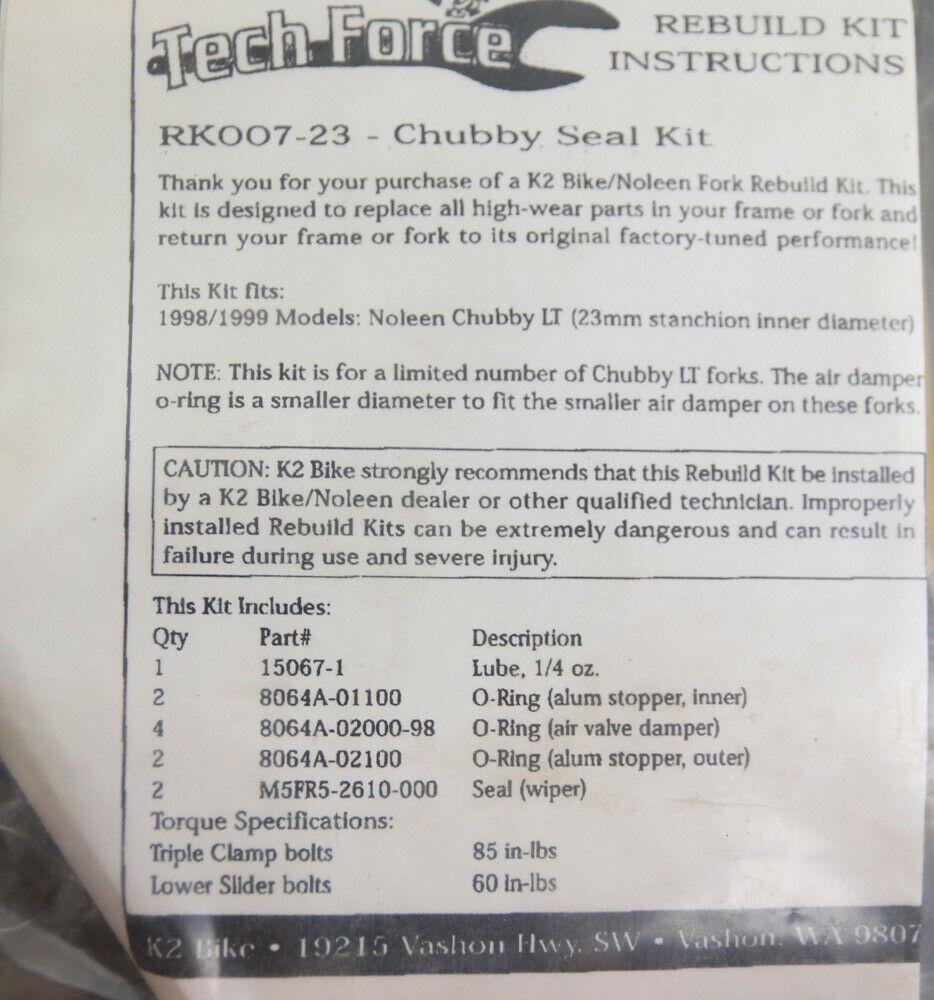 Tech Force
REBUILD KIT
INSTRUCTIONS
RK007-23 - Chubby Seal Kit
Thank you for your purchase of a K2 Bike/Noleen Fork Rebuild Kit. This
kit is designed to replace all high-wear parts in your frame or fork and
return your frame or fork to its original factory-tuned performance!
This Kit fits:
1998/1999 Models: Noleen Chubby LT (23mm stanchion inner diameter)
NOTE: This kit is for a limited number of Chubby LT forks. The air damper
o-ring is a smaller diameter to fit the smaller air damper on these forks.
CAUTION: K2 Bike strongly recommends that this Rebuild Kit be installed
by a K2 Bike/Noleen dealer or other qualified technician. Improperly
installed Rebuild Kits can be extremely dangerous and can result in
failure during use and severe injury.
This Kit Includes:
Qty Part# Description
1 15067-1 Lube, 1/4 oz.
2 8064A-01100 O-Ring (alum stopper, inner)
4 8064A-02000-98 O-Ring (air valve damper)
2 8064A-02100 O-Ring (alum stopper, outer)
2 M5FR5-2610-000 Seal (wiper)
Torque Specifications:
Triple Clamp bolts 85 in-lbs
Lower Slider bolts 60 in-lbs
K2 Bike • 19215 Vashon Hwy. SW • Vashon, WA 9807